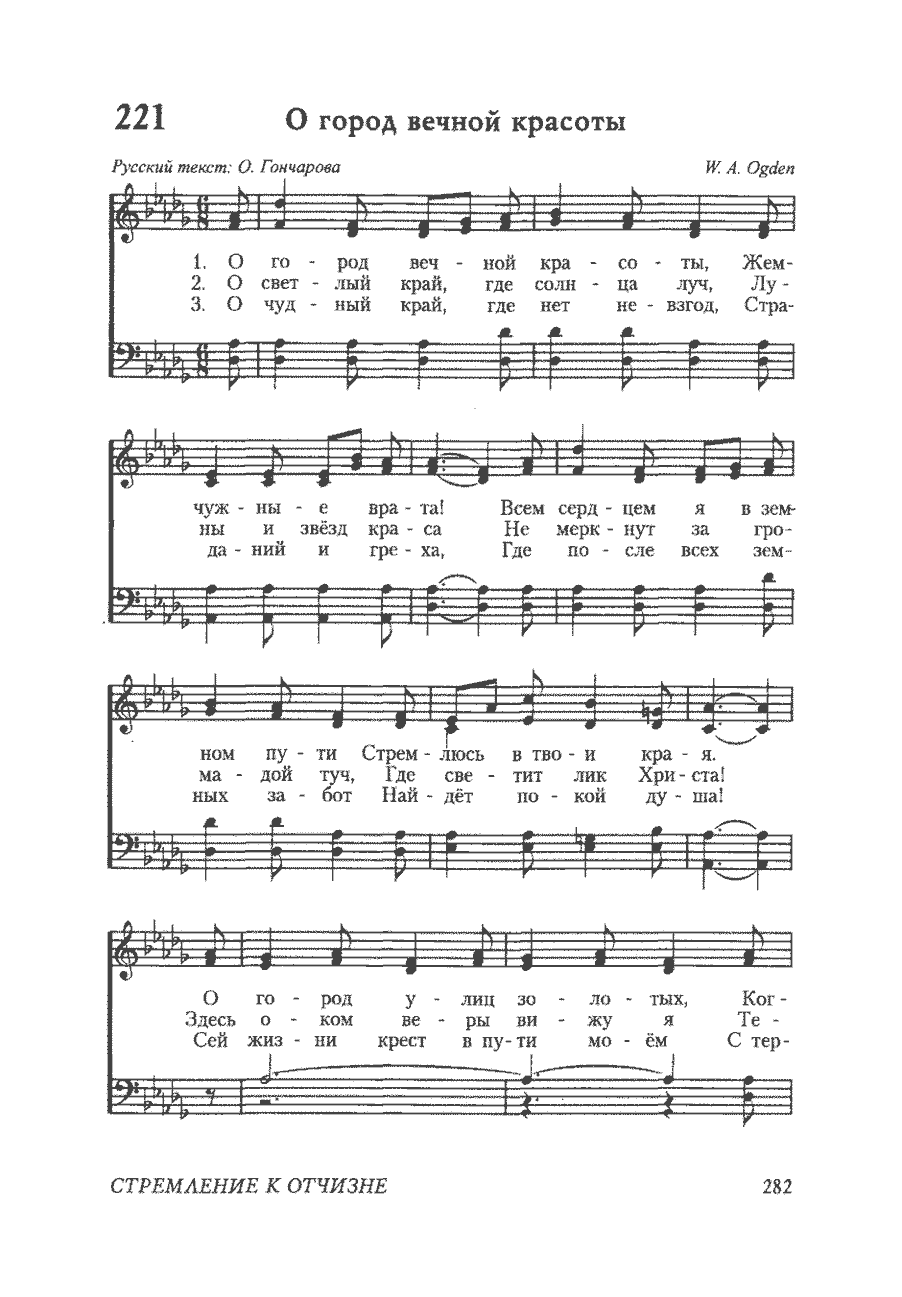 221
О город вечной красоты
Русский текст: О. Гончарова
W. A. Ogden
1. О го - род веч - ной кра - со - ты, Жем-
2. О свет - лый край, где солн - ца луч, Лу -
3. О чуд - ный край, где нет не - взгод, Стра-
чуж - ны - е вра - та! Всем серд - цем я в зем-
ны и звёзд кра - са Не мерк - нут за гро-
да - ний и гре - ха, Где по - сле всех зем-
ном пу - ти Стрем - люсь в тво - и кра - я.
ма - дой туч, Где све - тит лик Хри - ста!
ных за - бот Най - дёт по - кой ду - ша!
О го - род у - лиц зо - ло - тых, Ког -
Здесь о - ком ве - ры ви - жу я Те -
Сей жиз - ни крест в пу - ти мо - ём С тер-
СТРЕМЛЕНИЕ К ОТЧИЗНЕ
282